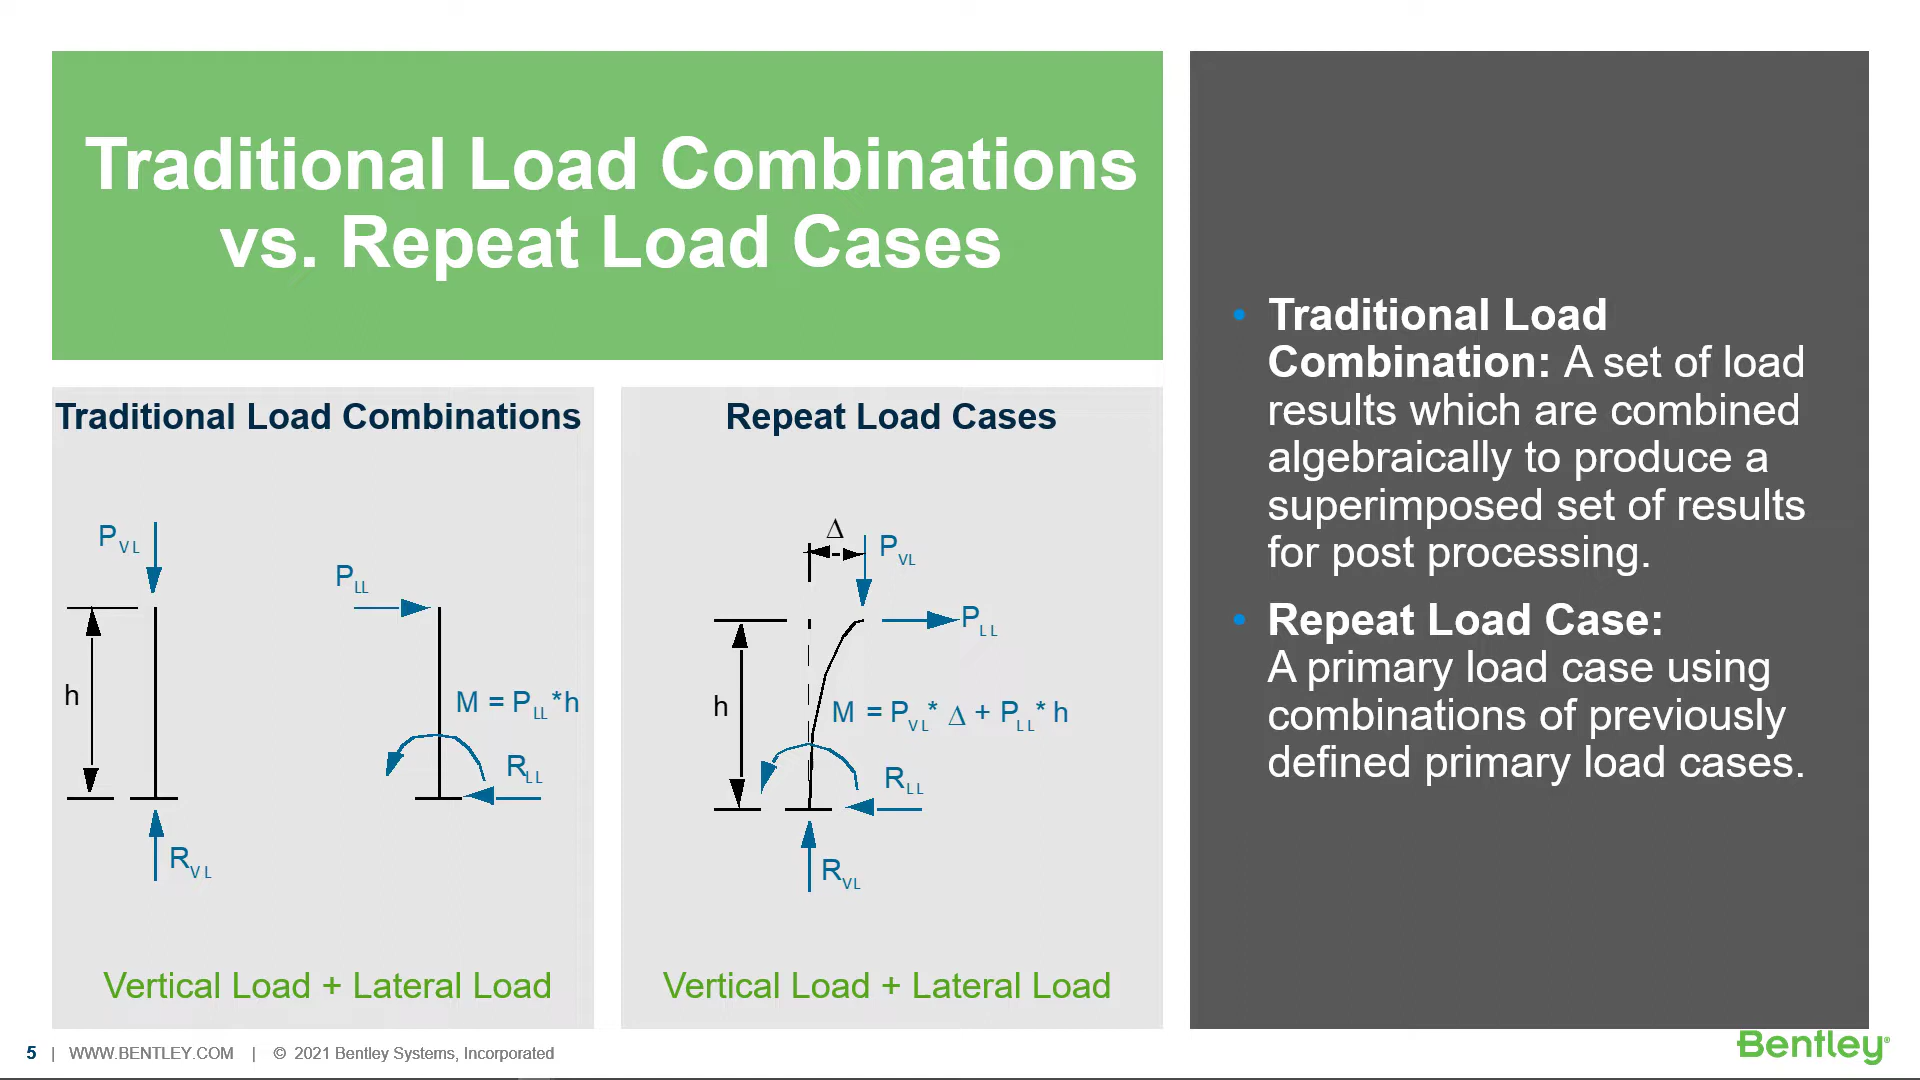 Traditional Load Combinations
vs. Repeat Load Cases
Traditional Load Combinations
P VL
P LL
h
M = P LL *h
R LL
R VL
Vertical Load + Lateral Load
Repeat Load Cases
Δ
P VL
P LL
h
M = P VL * Δ + P LL * h
R LL
R VL
Vertical Load + Lateral Load
• Traditional Load
Combination: A set of load
results which are combined
algebraically to produce a
superimposed set of results
for post processing.
• Repeat Load Case:
A primary load case using
combinations of previously
defined primary load cases.
5 | WWW.BENTLEY.COM | © 2021 Bentley Systems, Incorporated
Bentley®